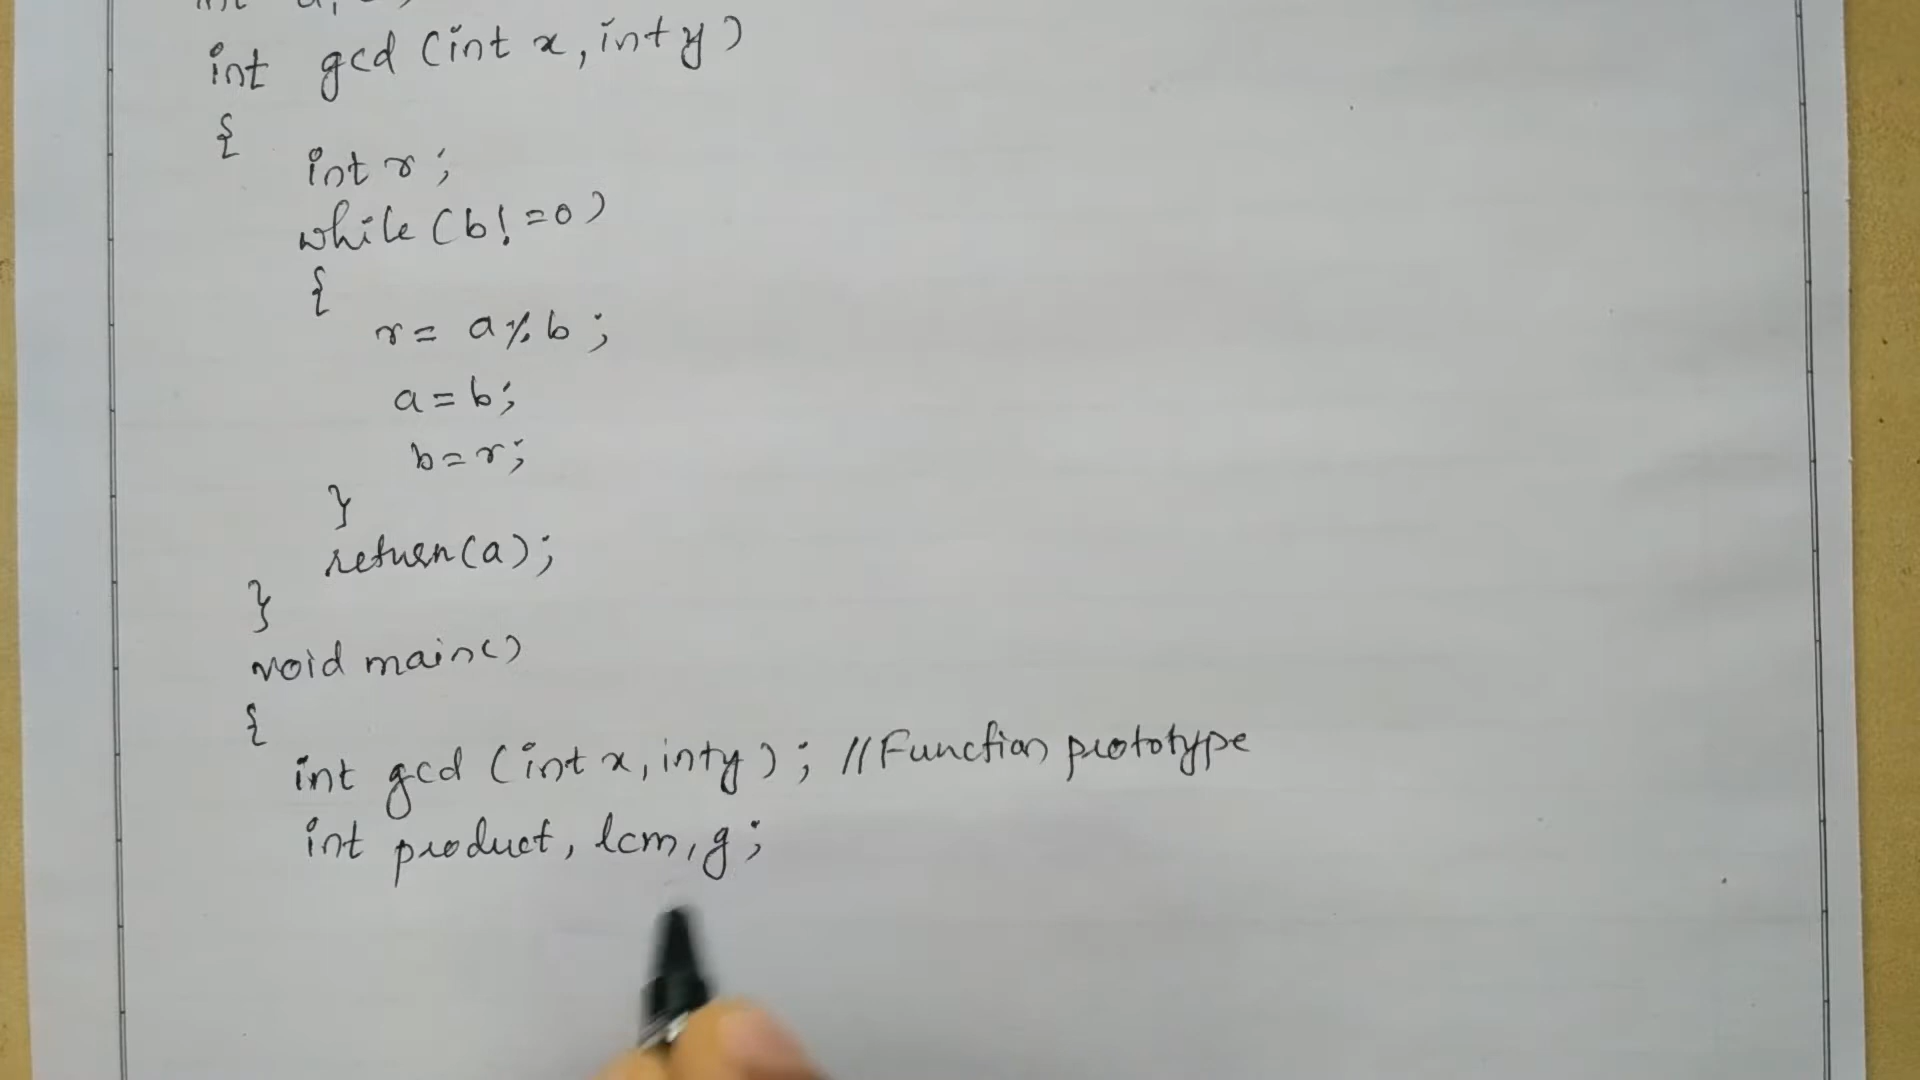 int a,
int gcd (int x, int y)
{
int r;
while (b! =0)
{
r= a%b;
a=b;
b=r;
}
return(a);
}
void main()
{
int gcd (int x, inty); //Function prototype
int product, lcm, g;